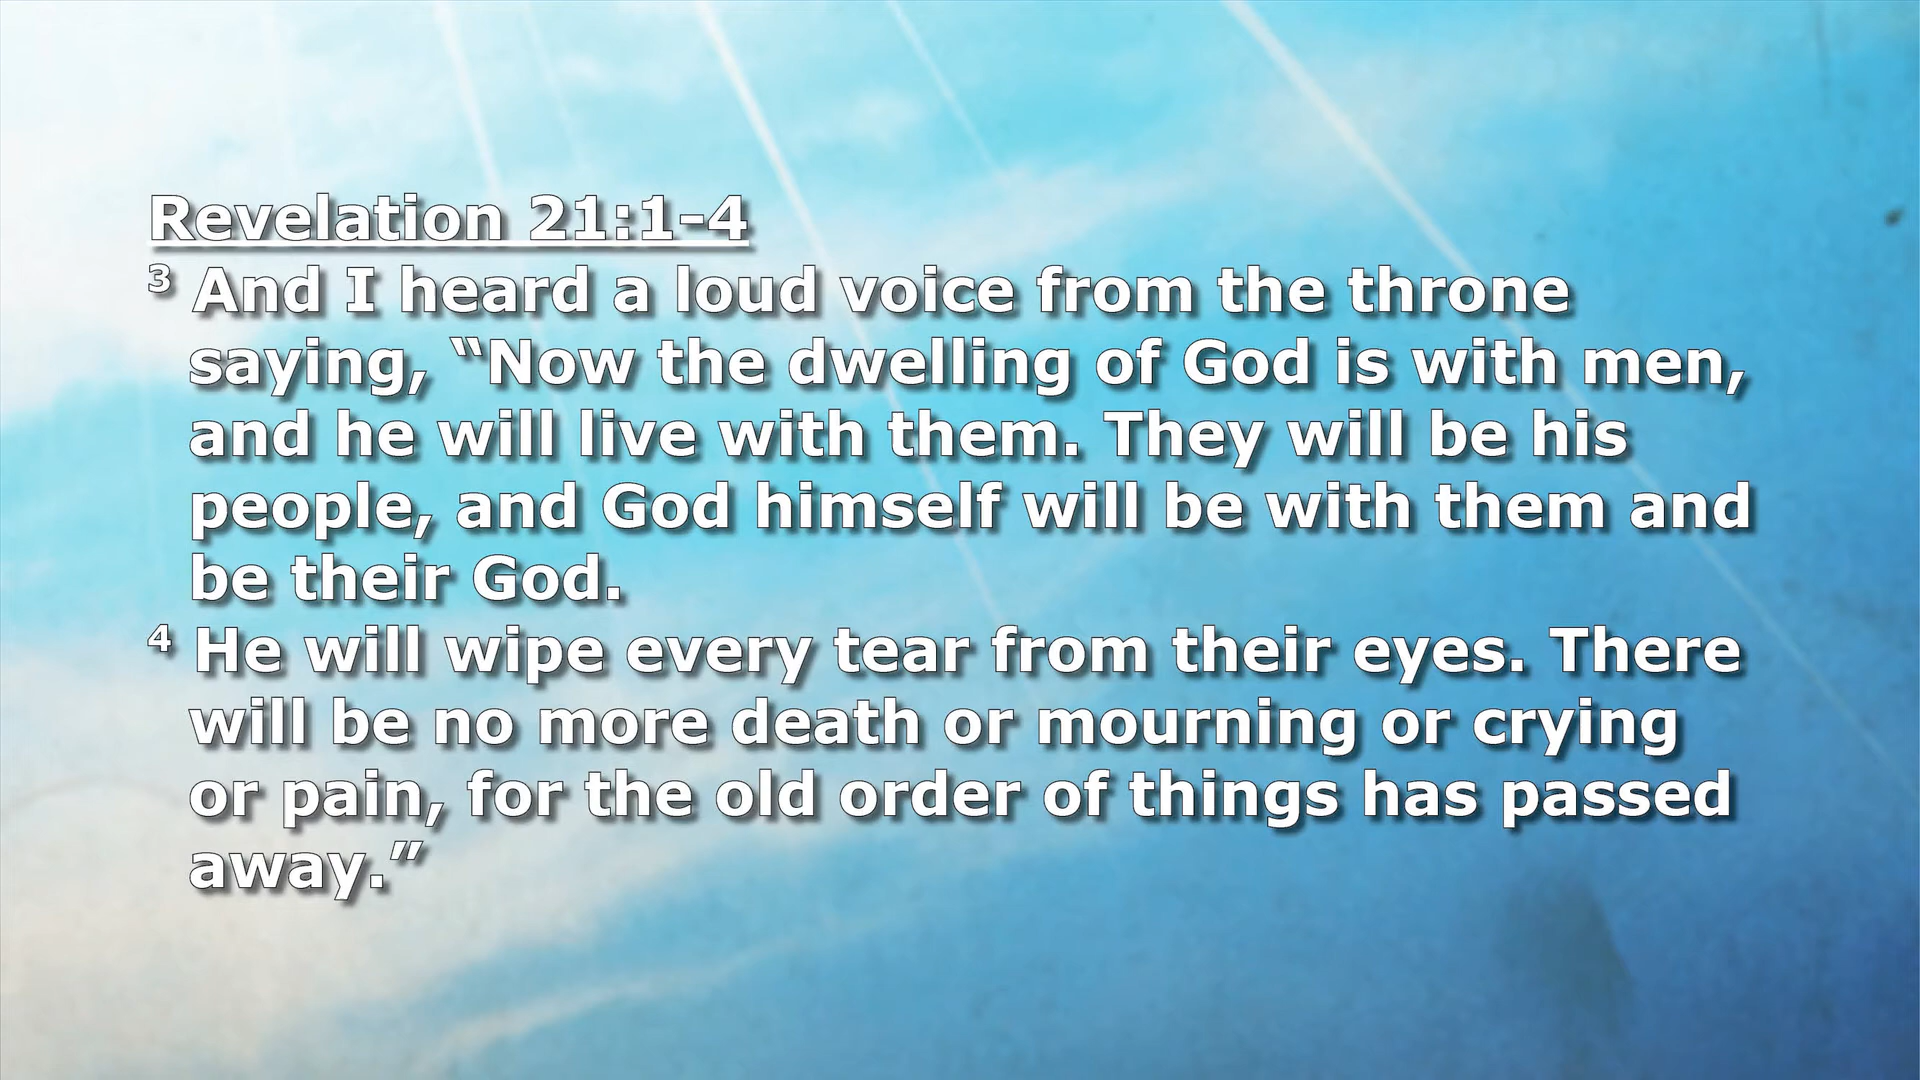 Revelation 21:1-4
³ And I heard a loud voice from the throne
saying, “Now the dwelling of God is with men,
and he will live with them. They will be his
people, and God himself will be with them and
be their God.
⁴ He will wipe every tear from their eyes. There
will be no more death or mourning or crying
or pain, for the old order of things has passed
away.”